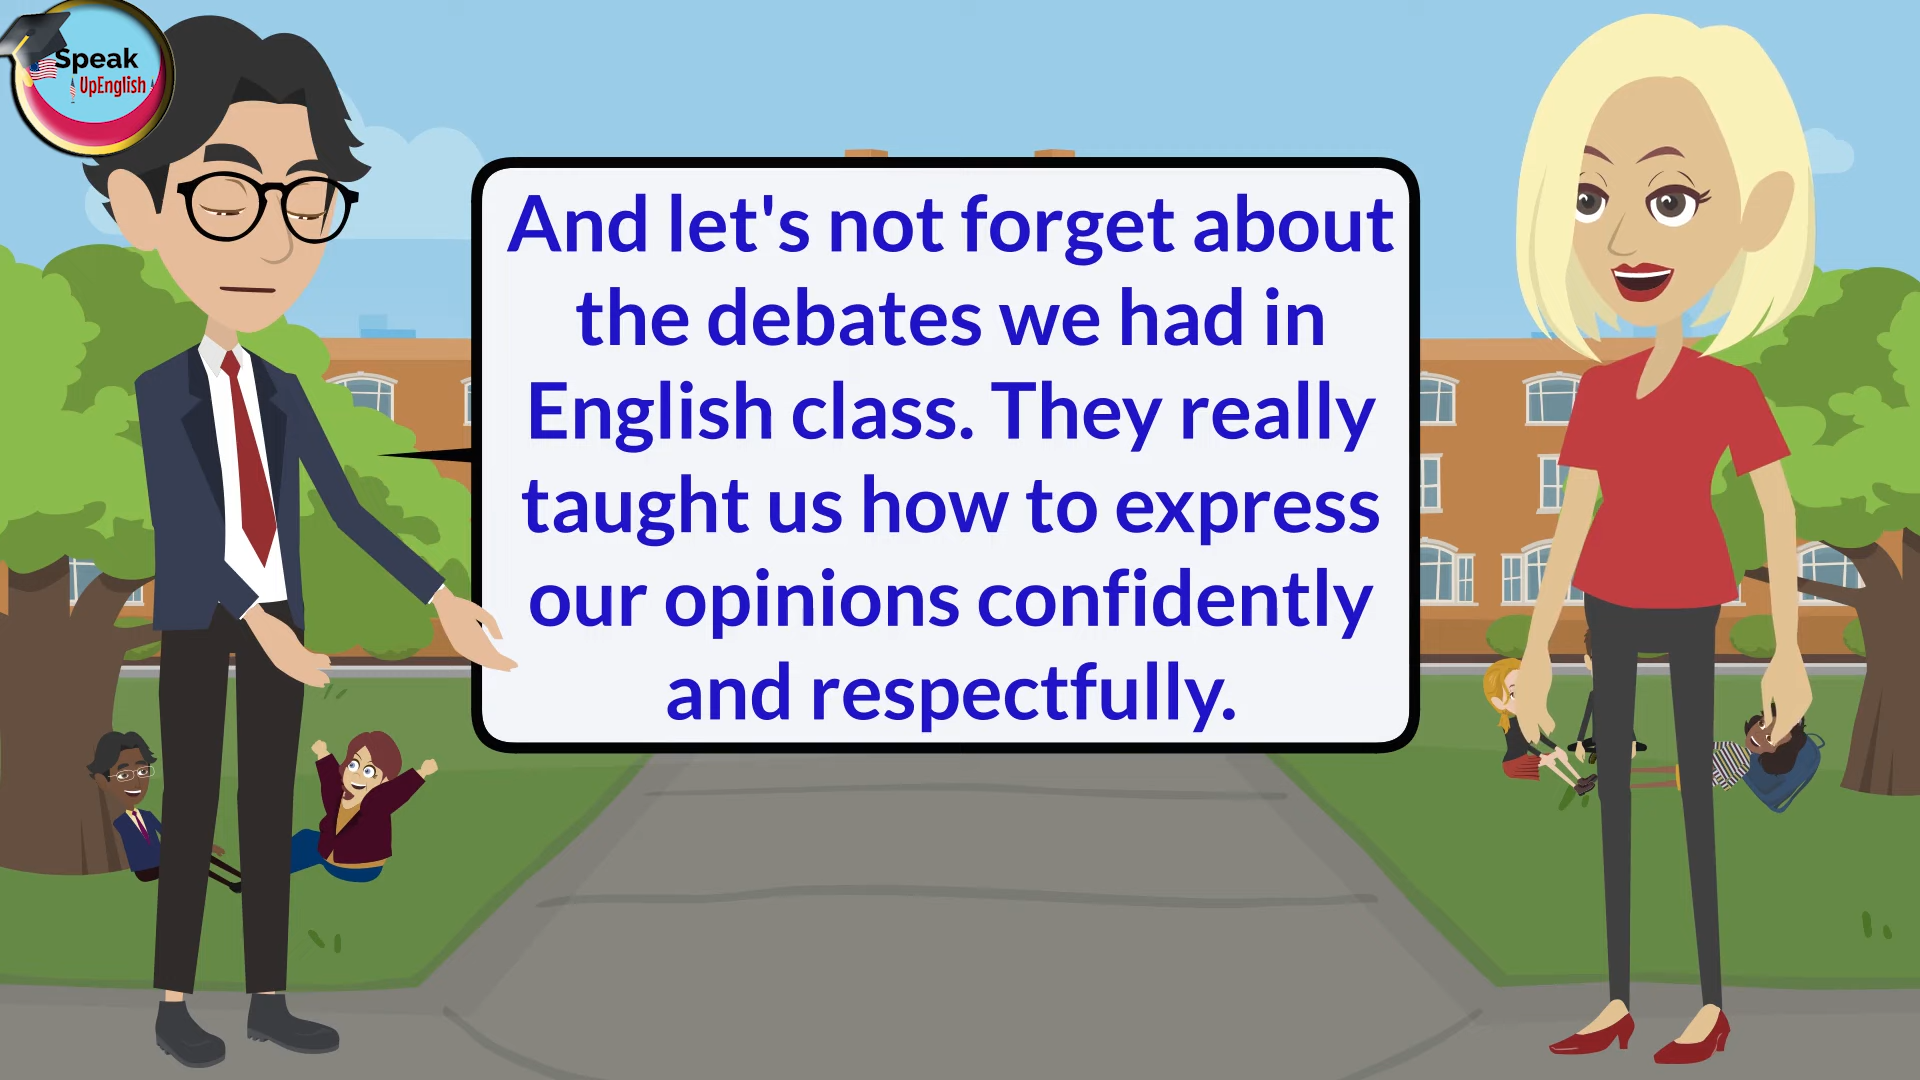 Speak
UpEnglish
And let's not forget about
the debates we had in
English class. They really
taught us how to express
our opinions confidently
and respectfully.